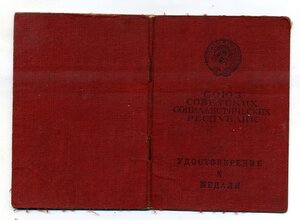 СОЮЗ
СОВЕТСКИХ
СОЦИАЛИСТИЧЕСКИХ
РЕСПУБЛИК
УДОСТОВЕРЕНИЕ
К
МЕДАЛИ